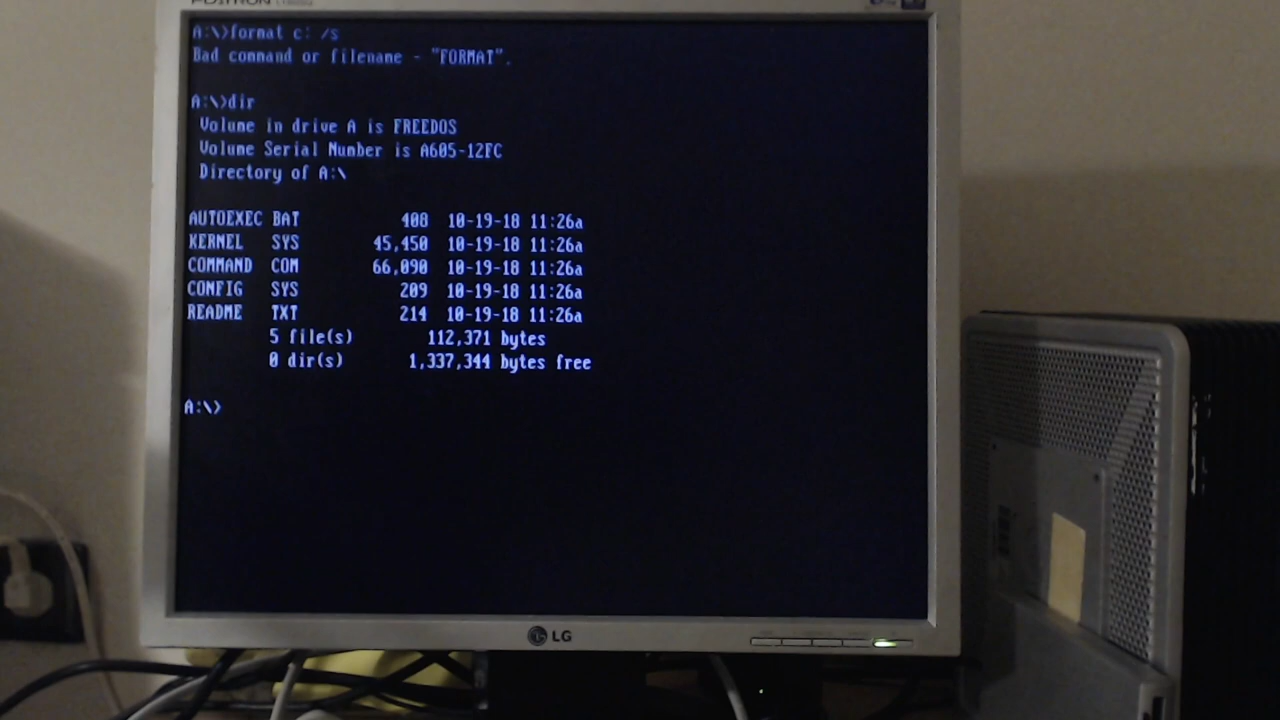 A:\>format c: /s
Bad command or filename - "FORMAT".
A:\>dir
Volume in drive A is FREEDOS
Volume Serial Number is A605-12FC
Directory of A:\
AUTOEXEC BAT 408 10-19-18 11:26a
KERNEL SYS 45,450 10-19-18 11:26a
COMMAND COM 66,090 10-19-18 11:26a
CONFIG SYS 209 10-19-18 11:26a
README TXT 214 10-19-18 11:26a
5 file(s) 112,371 bytes
0 dir(s) 1,337,344 bytes free
A:\>
LG